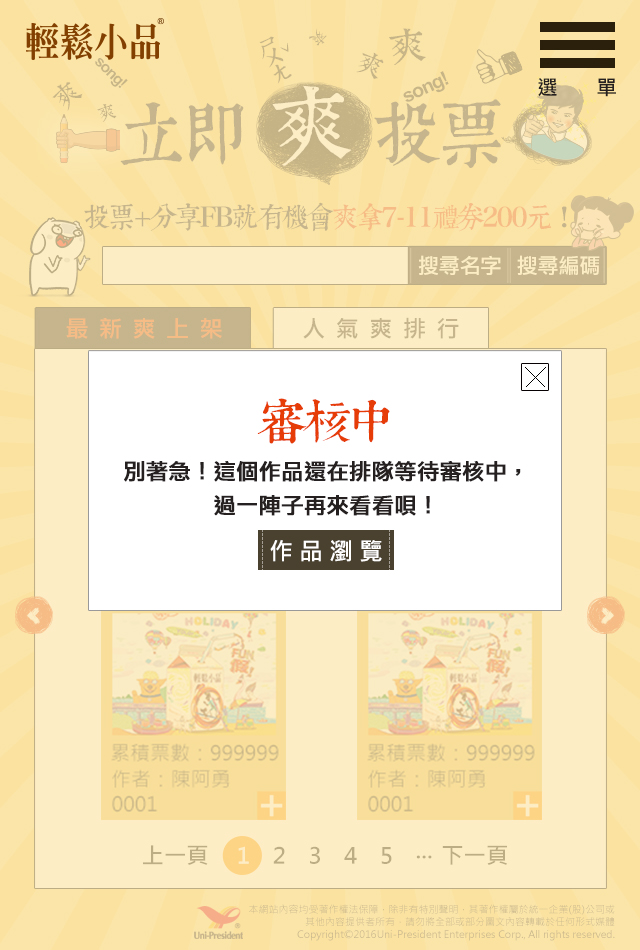 輕鬆小品®
選單
song!
爽
爽
爽
爽
song!
立即爽投票
投票+分享FB就有機會爽拿7-11禮券200元!
搜尋名字 搜尋編碼
最新爽上架 人氣爽排行
審核中
別著急!這個作品還在排隊等待審核中,
過一陣子再來看看唄!
作品瀏覽
HOLIDAY HOLIDAY
FUN假! FUN假!
輕鬆小品 輕鬆小品
累積票數:999999 累積票數:999999
作者:陳阿勇 作者:陳阿勇
0001 0001
上一頁 1 2 3 4 5 ... 下一頁
本網站內容均受著作權法保障,除非有特別聲明,其著作權屬於統一企業(股)公司或
其他內容提供者所有,請勿將全部或部分圖文內容轉載於任何形式媒體
Copyright©2016Uni-President Enterprises Corp., All rights reserved.
Uni-President